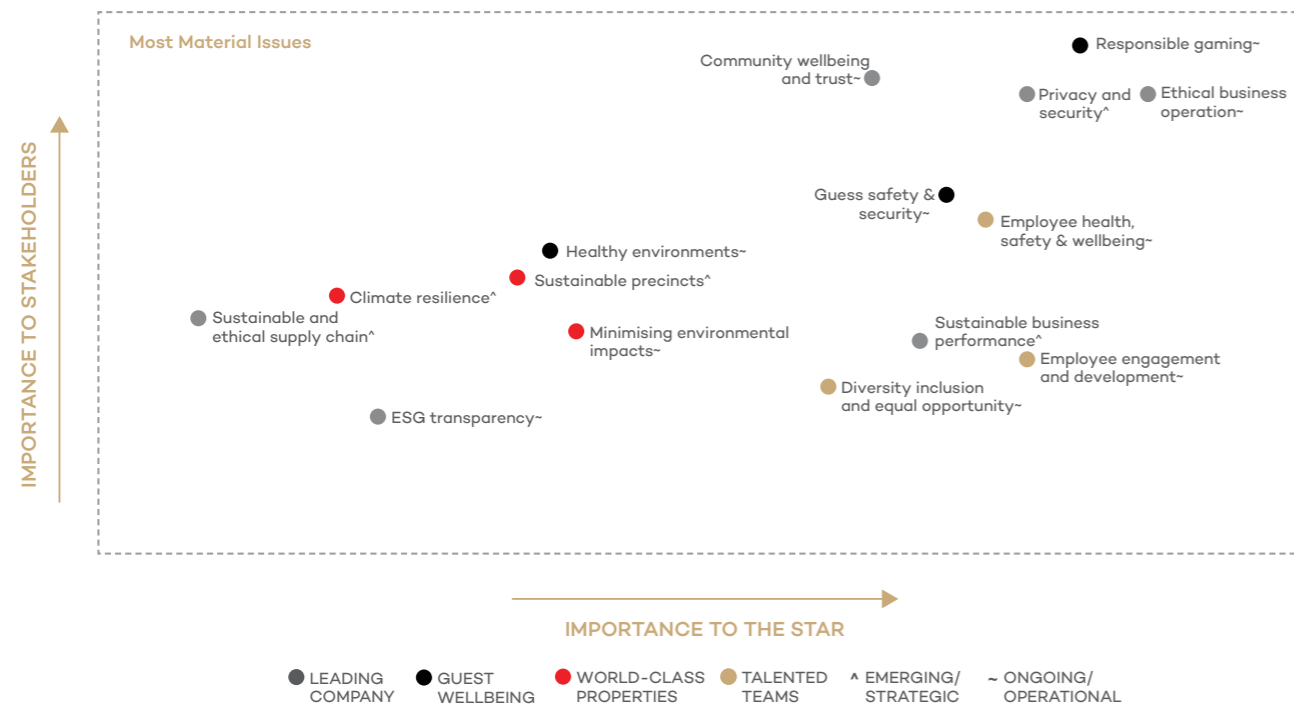 Most Material Issues
Responsible gaming~
Community wellbeing
and trust~
Privacy and
security^
Ethical business
operation~
Guess safety &
security~
Employee health,
safety & wellbeing~
Healthy environments~
Sustainable precincts^
Climate resilience^
Sustainable and
ethical supply chain^
Minimising environmental
impacts~
Sustainable business
performance^
Employee engagement
and development~
Diversity inclusion
and equal opportunity~
ESG transparency~
IMPORTANCE TO STAKEHOLDERS
IMPORTANCE TO THE STAR
LEADING
COMPANY
GUEST
WELLBEING
WORLD-CLASS
PROPERTIES
TALENTED
TEAMS
^ EMERGING/
STRATEGIC
~ ONGOING/
OPERATIONAL